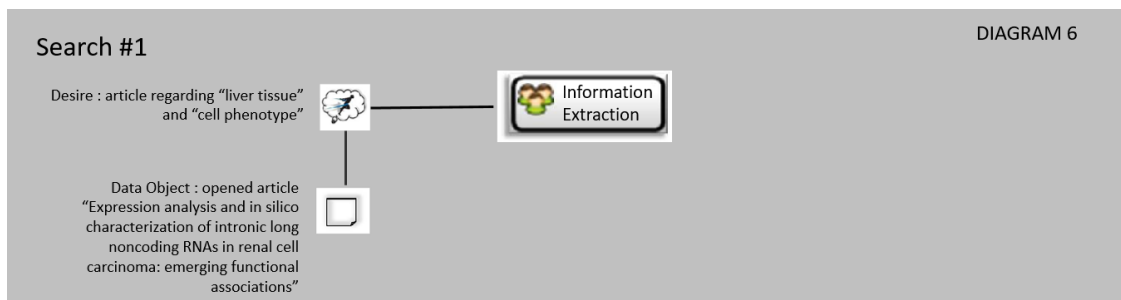 DIAGRAM 6
Search #1
Desire : article regarding “liver tissue”
and “cell phenotype”
Information
Extraction
Data Object : opened article
“Expression analysis and in silico
characterization of intronic long
noncoding RNAs in renal cell
carcinoma: emerging functional
associations”